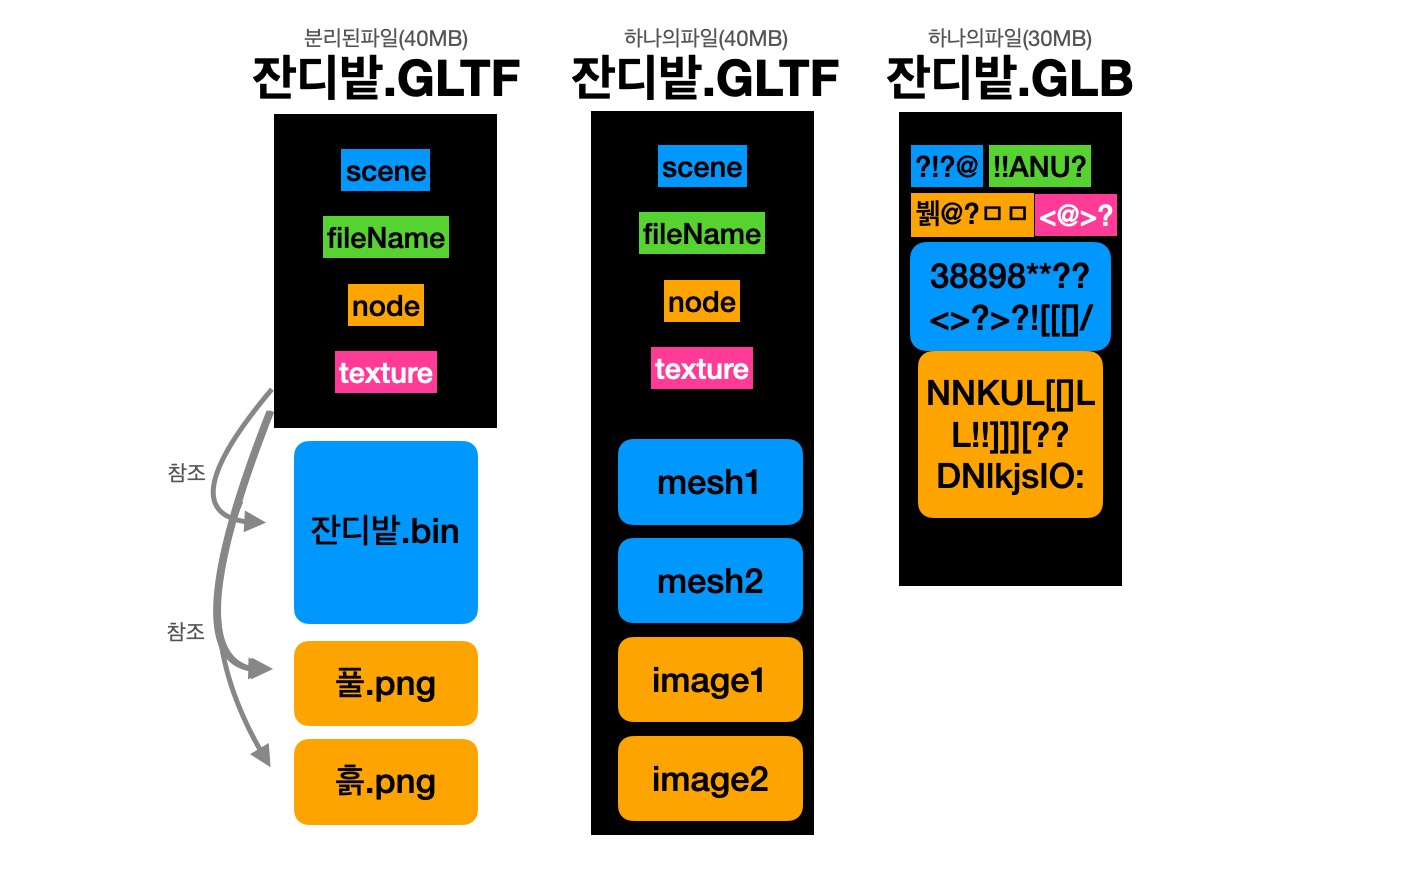 분리된파일(40MB)
잔디밭.GLTF
scene
fileName
node
texture
참조
잔디밭.bin
참조
풀.png
흙.png
하나의파일(40MB)
잔디밭.GLTF
scene
fileName
node
texture
mesh1
mesh2
image1
image2
하나의파일(30MB)
잔디밭.GLB
?!?@ !!ANU?
뷁@?ㅁㅁ <@>?
38898**??
<>?>?![[[]/
NNKUL[[]L
L!!]]][??
DNlkjslO: